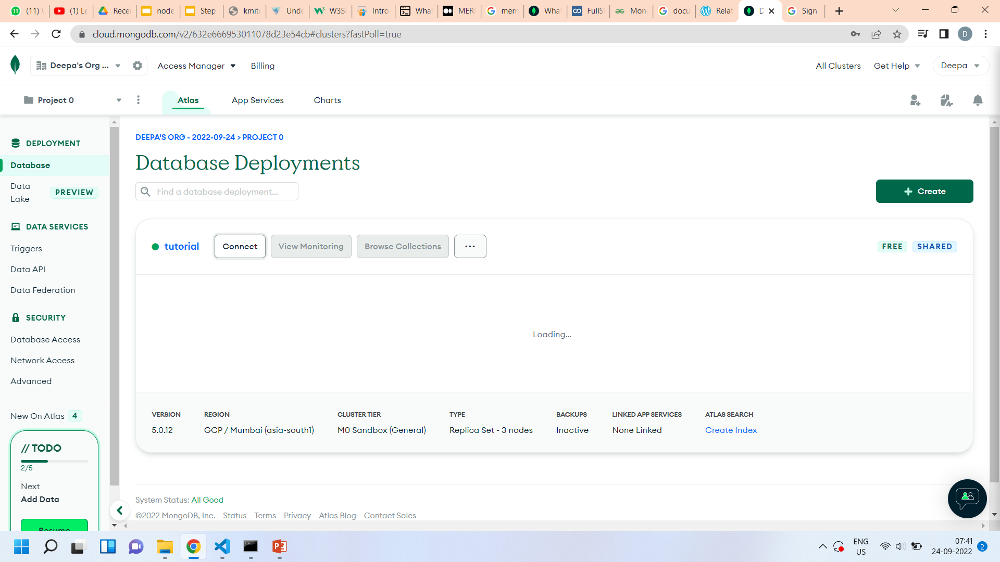 (11) W
(1) Le
Recen
node
Step
kmit
Unde
W3Sc
Intro
What
MERN
mern
What
FullS
Mon
docu
Relat
D
Sign
cloud.mongodb.com/v2/632e666953011078d23e54cb#clusters?fastPoll=true
D
Deepa's Org ...
Access Manager
Billing
All Clusters
Get Help
Deepa
Project 0
Atlas
App Services
Charts
DEPLOYMENT
Database
Data Lake
PREVIEW
DATA SERVICES
Triggers
Data API
Data Federation
SECURITY
Database Access
Network Access
Advanced
New On Atlas 4
// TODO
2/5
Next
Add Data
Resume
DEEPA'S ORG - 2022-09-24 > PROJECT 0
Database Deployments
Find a database deployment...
+ Create
tutorial
Connect
View Monitoring
Browse Collections
...
FREE
SHARED
Loading...
VERSION
5.0.12
REGION
GCP / Mumbai (asia-south1)
CLUSTER TIER
M0 Sandbox (General)
TYPE
Replica Set - 3 nodes
BACKUPS
Inactive
LINKED APP SERVICES
None Linked
ATLAS SEARCH
Create Index
System Status: All Good
©2022 MongoDB, Inc. Status Terms Privacy Atlas Blog Contact Sales
ENG
US
07:41
24-09-2022
2